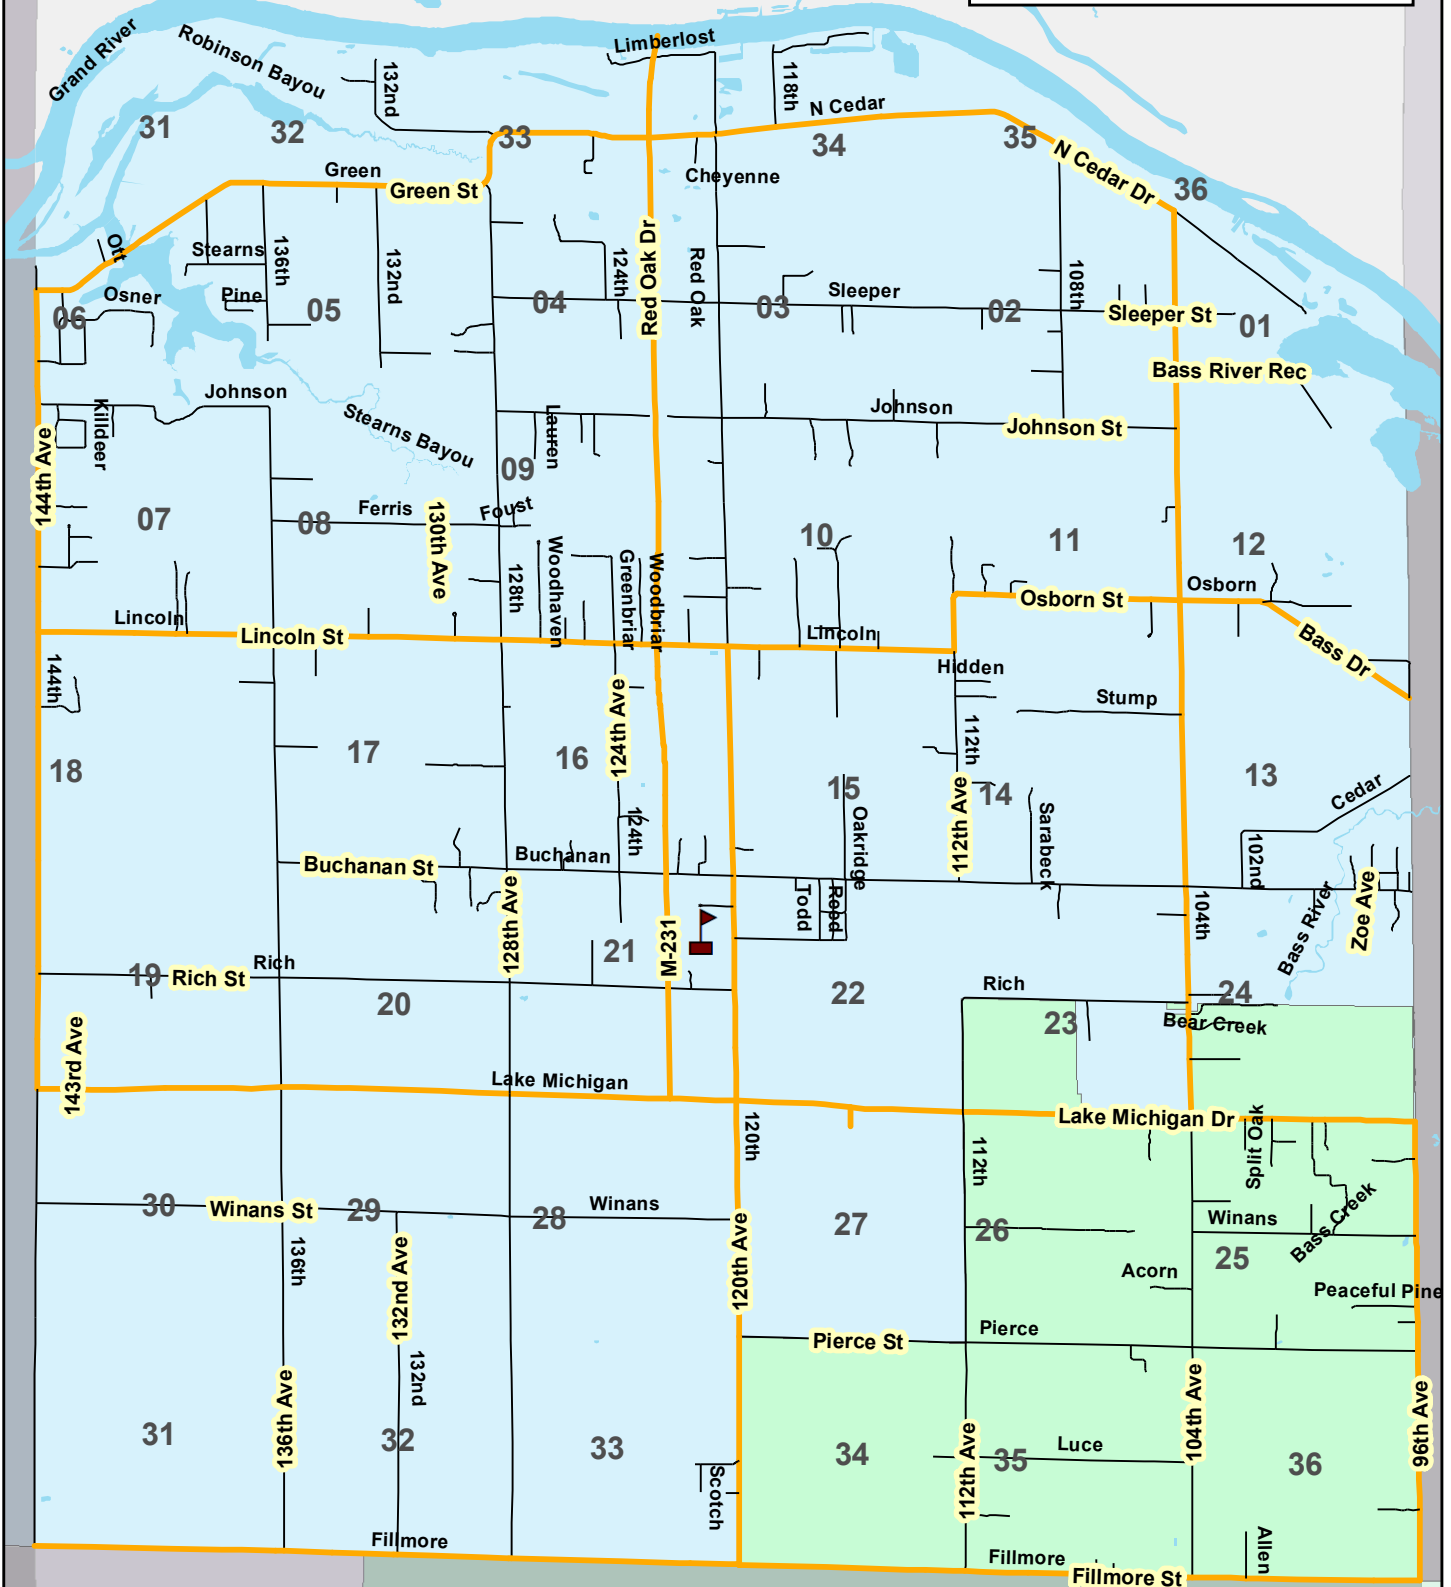 Grand River
Robinson Bayou
132nd
Limberlost
118th
N Cedar
31
32
33
34
35
N Cedar Dr
36
Green
Green St
Cheyenne
Ott
Stearns
136th
132nd
124th
Red Oak Dr
Red Oak
108th
Osner
Pine
06
05
04
03
Sleeper
02
Sleeper St
01
Bass River Rec
Johnson
Killdeer
Stearns Bayou
Lauren
Johnson
Johnson St
144th Ave
09
07
08
Ferris
130th Ave
Foust
10
11
12
128th
Woodhaven
Greenbriar
Woodbriar
Osborn
Osborn St
Lincoln
Lincoln St
Lincoln
Bass Dr
144th
Hidden
Stump
124th Ave
112th
18
17
16
15
14
13
Cedar
112th Ave
Sarabeck
Oakridge
124th
102nd
Buchanan St
Buchanan
Todd
Reed
104th
Bass River
Zoe Ave
128th Ave
M-231
21
19
Rich St
Rich
20
22
Rich
23
24
Bear Creek
143rd Ave
Lake Michigan
Lake Michigan Dr
120th
112th
Split Oak
30
Winans St
29
28
Winans
27
26
Winans
25
Bass Creek
136th
132nd Ave
120th Ave
Acorn
Peaceful Pine
Pierce St
Pierce
132nd
136th Ave
104th Ave
96th Ave
31
32
33
34
112th Ave
35
Luce
36
Scotch
Fillmore
Fillmore
Allen
Fillmore St